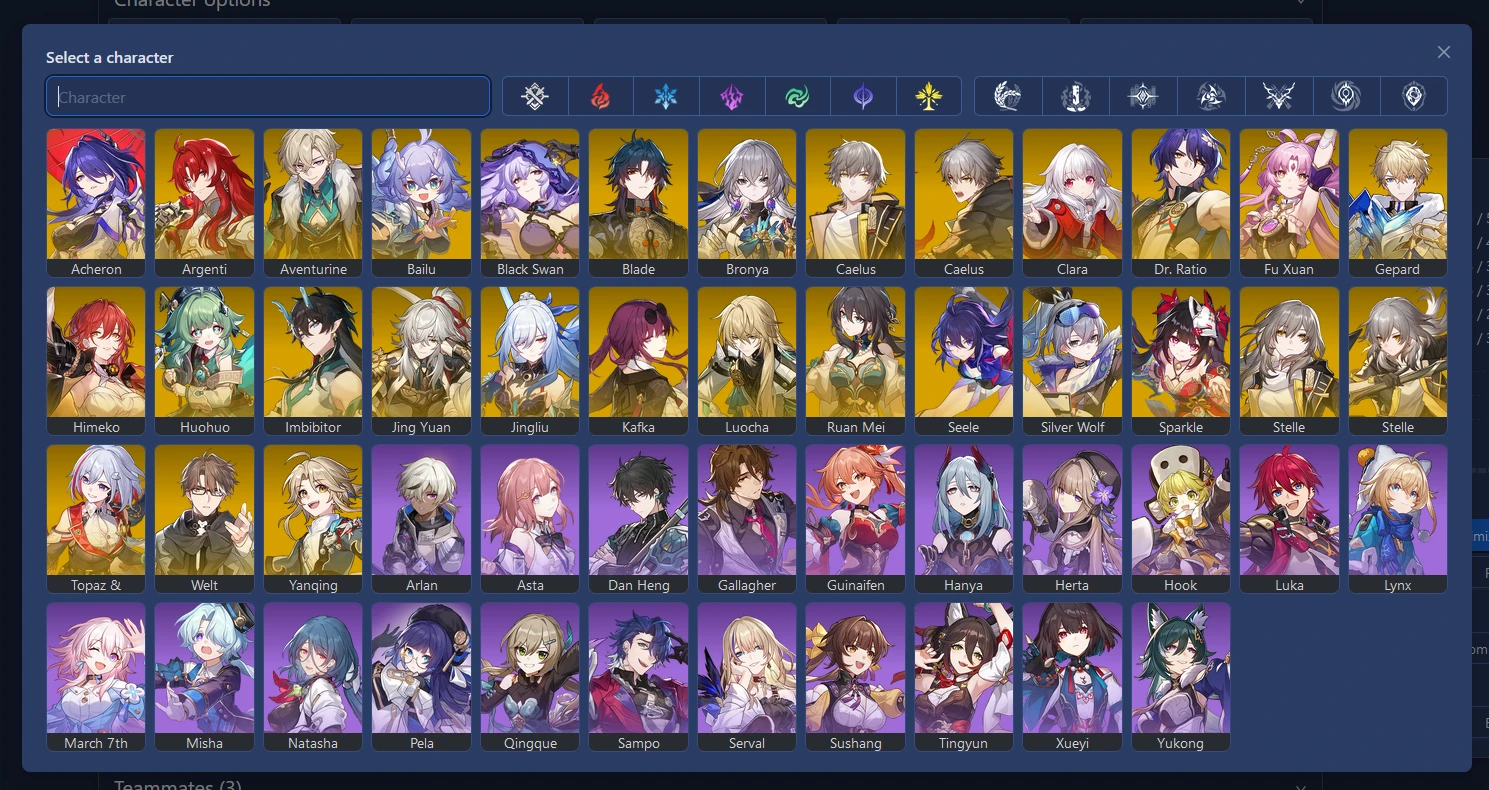 Character options
Select a character
Character
Acheron Argenti Aventurine Bailu Black Swan Blade Bronya Caelus Caelus Clara Dr. Ratio Fu Xuan Gepard
Himeko Huohuo Imbibitor Jing Yuan Jingliu Kafka Luocha Ruan Mei Seele Silver Wolf Sparkle Stelle Stelle
Topaz & Welt Yanqing Arlan Asta Dan Heng Gallagher Guinaifen Hanya Herta Hook Luka Lynx
March 7th Misha Natasha Pela Qingque Sampo Serval Sushang Tingyun Xueyi Yukong
Teammates (3)